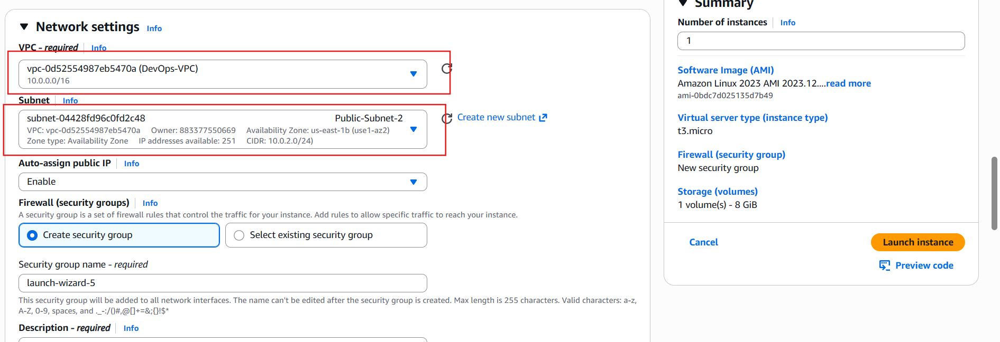 Network settings Info
VPC - required Info
vpc-0d52554987eb5470a (DevOps-VPC)
10.0.0.0/16
Subnet Info
subnet-04428fd96c0fd2c48 Public-Subnet-2
VPC: vpc-0d52554987eb5470a Owner: 883377550669 Availability Zone: us-east-1b (use1-az2)
Zone type: Availability Zone IP addresses available: 251 CIDR: 10.0.2.0/24)
Create new subnet
Auto-assign public IP Info
Enable
Firewall (security groups) Info
A security group is a set of firewall rules that control the traffic for your instance. Add rules to allow specific traffic to reach your instance.
Create security group
Select existing security group
Security group name - required
launch-wizard-5
This security group will be added to all network interfaces. The name can't be edited after the security group is created. Max length is 255 characters. Valid characters: a-z,
A-Z, 0-9, spaces, and ._-:/()#,@[]+=&;{}!$*
Description - required Info
Summary
Number of instances Info
1
Software Image (AMI)
Amazon Linux 2023 AMI 2023.12....read more
ami-0bdc7d025135d7b49
Virtual server type (instance type)
t3.micro
Firewall (security group)
New security group
Storage (volumes)
1 volume(s) - 8 GiB
Cancel
Launch instance
Preview code